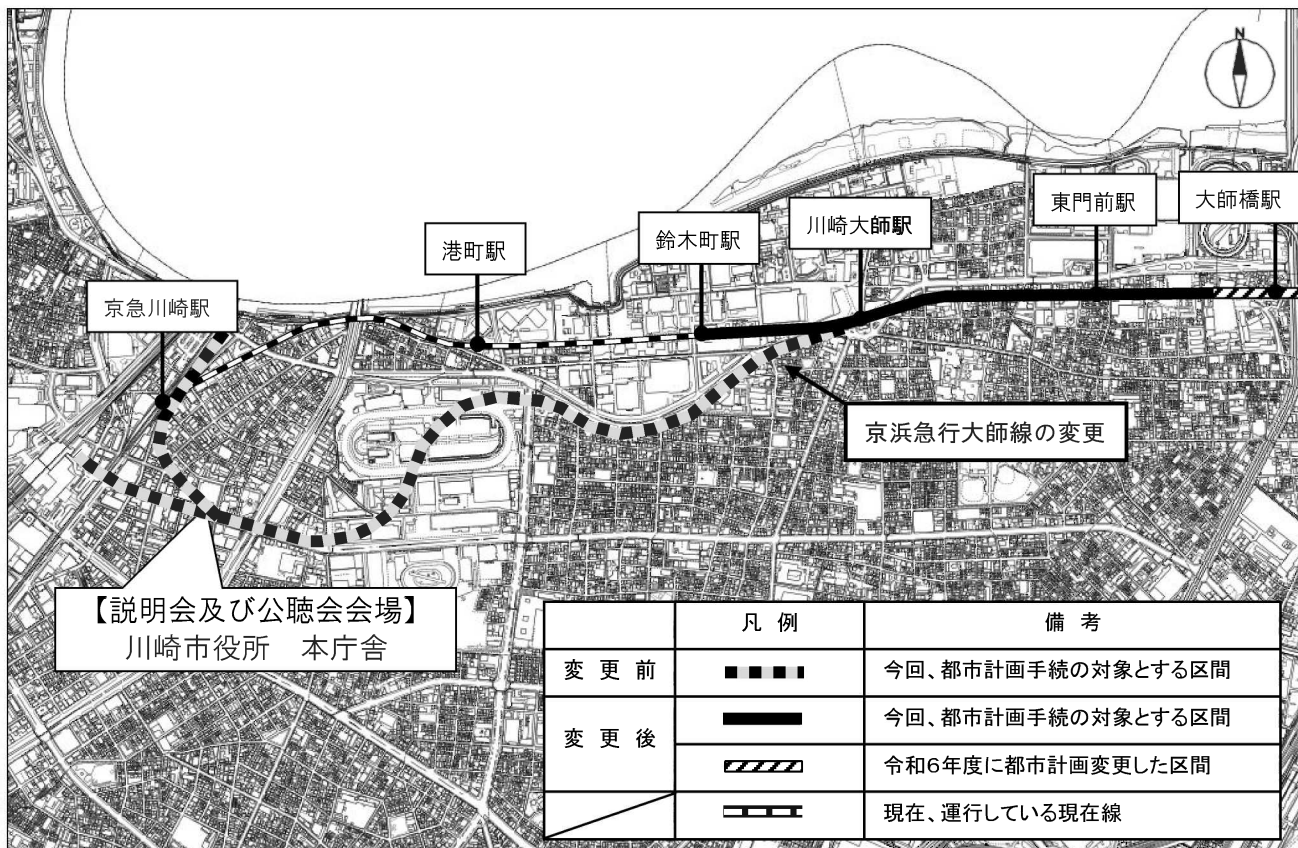 N
大師橋駅
東門前駅
川崎大師駅
鈴木町駅
港町駅
京急川崎駅
京浜急行大師線の変更
【説明会及び公聴会会場】
川崎市役所　本庁舎
凡例 備考
変更前 今回、都市計画手続の対象とする区間
変更後 今回、都市計画手続の対象とする区間
令和6年度に都市計画変更した区間
現在、運行している現在線